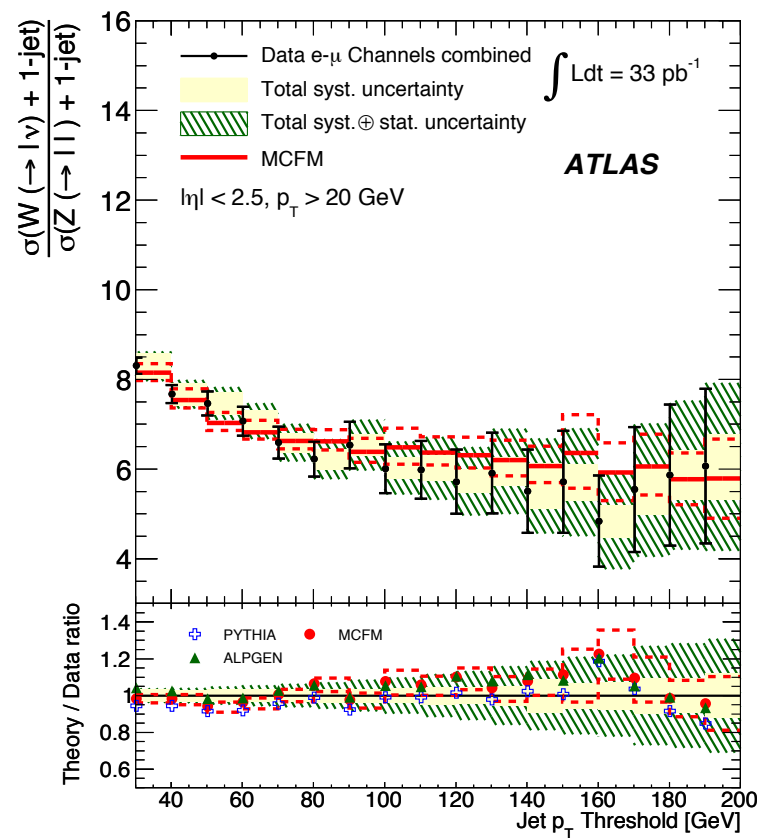 σ(W (→ lν) + 1-jet)
σ(Z (→ l l ) + 1-jet)
16
14
12
10
8
6
4
Data e-μ Channels combined
Total syst. uncertainty
Total syst.⊕ stat. uncertainty
MCFM
∫ Ldt = 33 pb⁻¹
ATLAS
|η| < 2.5, p_T > 20 GeV
Theory / Data ratio
1.4
1.2
1
0.8
0.6
PYTHIA
MCFM
ALPGEN
40 60 80 100 120 140 160 180 200
Jet p_T Threshold [GeV]